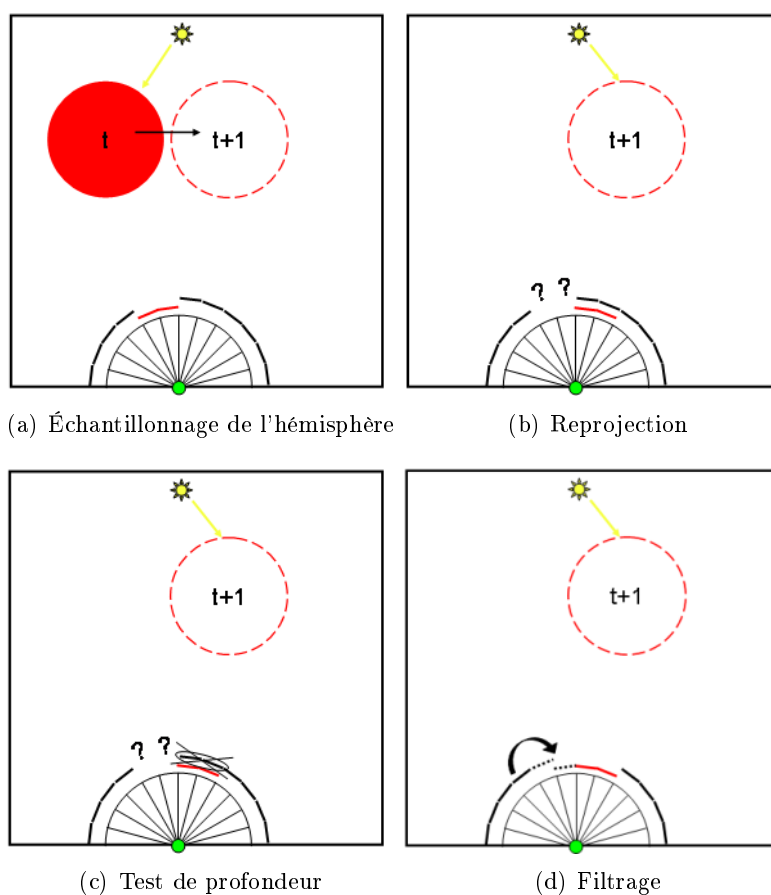 t
t+1
t+1
? ?
(a) Échantillonnage de l'hémisphère
(b) Reprojection
t+1
t+1
? ?
(c) Test de profondeur
(d) Filtrage